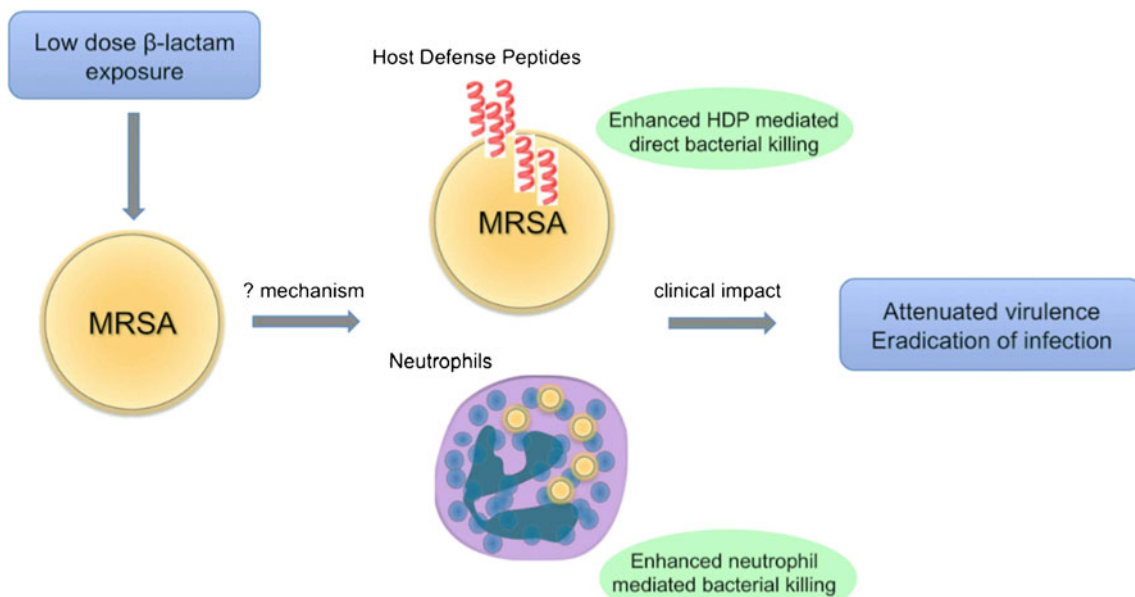 Low dose β-lactam
exposure
MRSA
? mechanism
Host Defense Peptides
Enhanced HDP mediated
direct bacterial killing
MRSA
Neutrophils
Enhanced neutrophil
mediated bacterial killing
clinical impact
Attenuated virulence
Eradication of infection